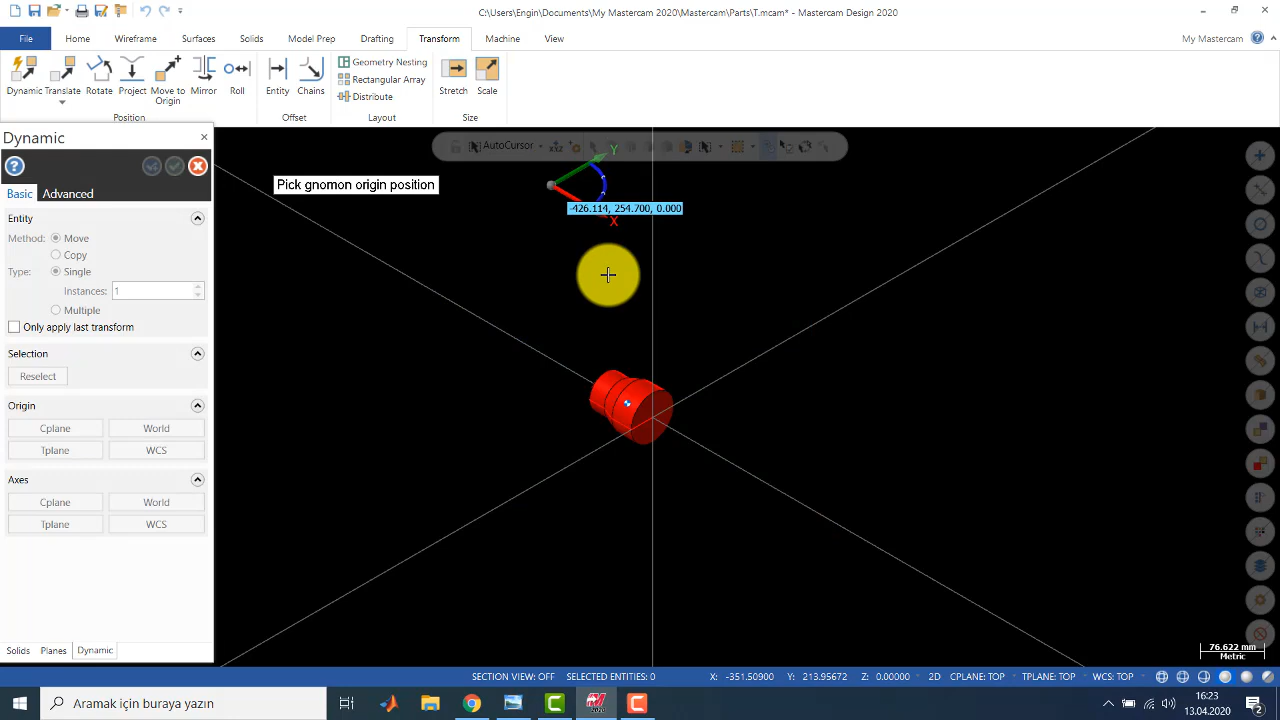 C:\Users\Engin\Documents\My Mastercam 2020\Mastercam\Parts\T.mcam* - Mastercam Design 2020
File Home Wireframe Surfaces Solids Model Prep Drafting Transform Machine View My Mastercam
Dynamic Translate Rotate Project Move to Origin Mirror Roll
Entity Chains
Geometry Nesting
Rectangular Array
Distribute
Stretch Scale
Position Offset Layout Size
Dynamic
AutoCursor
Basic Advanced
Pick gnomon origin position
Y
X
-426.114, 254.700, 0.000
Entity
Method: Move
Copy
Type: Single
Instances: 1
Multiple
Only apply last transform
Selection
Reselect
Origin
Cplane World
Tplane WCS
Axes
Cplane World
Tplane WCS
Solids Planes Dynamic
76.622 mm
Metric
SECTION VIEW: OFF SELECTED ENTITIES: 0 X: -351.50900 Y: 213.95672 Z: 0.00000 2D CPLANE: TOP TPLANE: TOP WCS: TOP
Aramak için buraya yazın
2020
16:23
13.04.2020
2